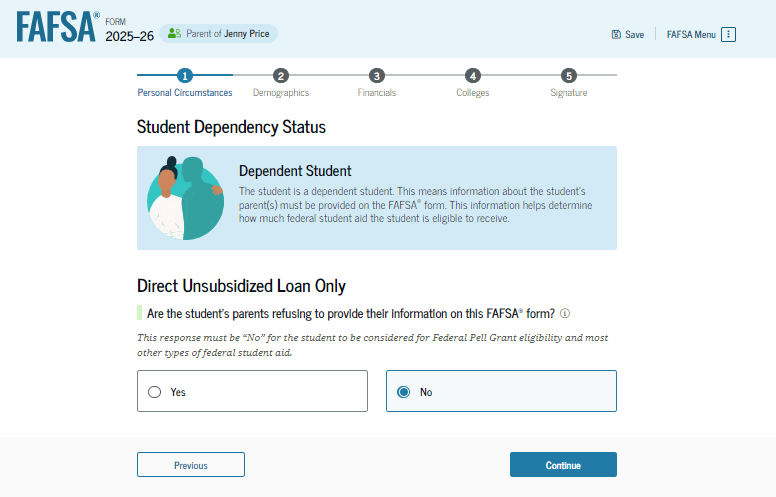 FAFSA® FORM
2025–26
Parent of Jenny Price
Save
FAFSA Menu
1
2
3
4
5
Personal Circumstances
Demographics
Financials
Colleges
Signature
Student Dependency Status
Dependent Student
The student is a dependent student. This means information about the student's
parent(s) must be provided on the FAFSA® form. This information helps determine
how much federal student aid the student is eligible to receive.
Direct Unsubsidized Loan Only
Are the student's parents refusing to provide their information on this FAFSA® form?
This response must be “No” for the student to be considered for Federal Pell Grant eligibility and most
other types of federal student aid.
Yes
No
Previous
Continue